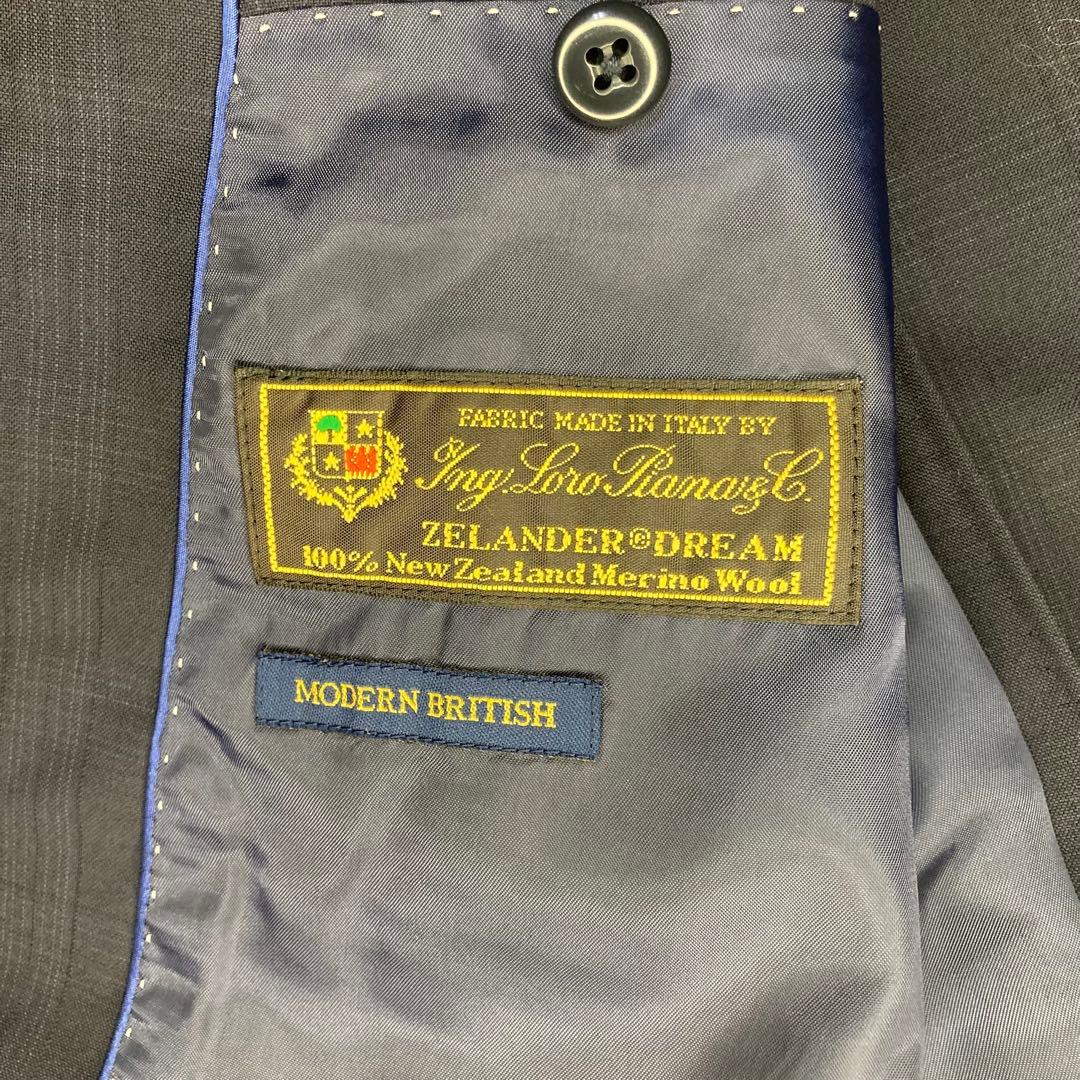 FABRIC MADE IN ITALY BY
Ing. Loro Piana & C.
ZELANDER®DREAM
100% New Zealand Merino Wool
MODERN BRITISH